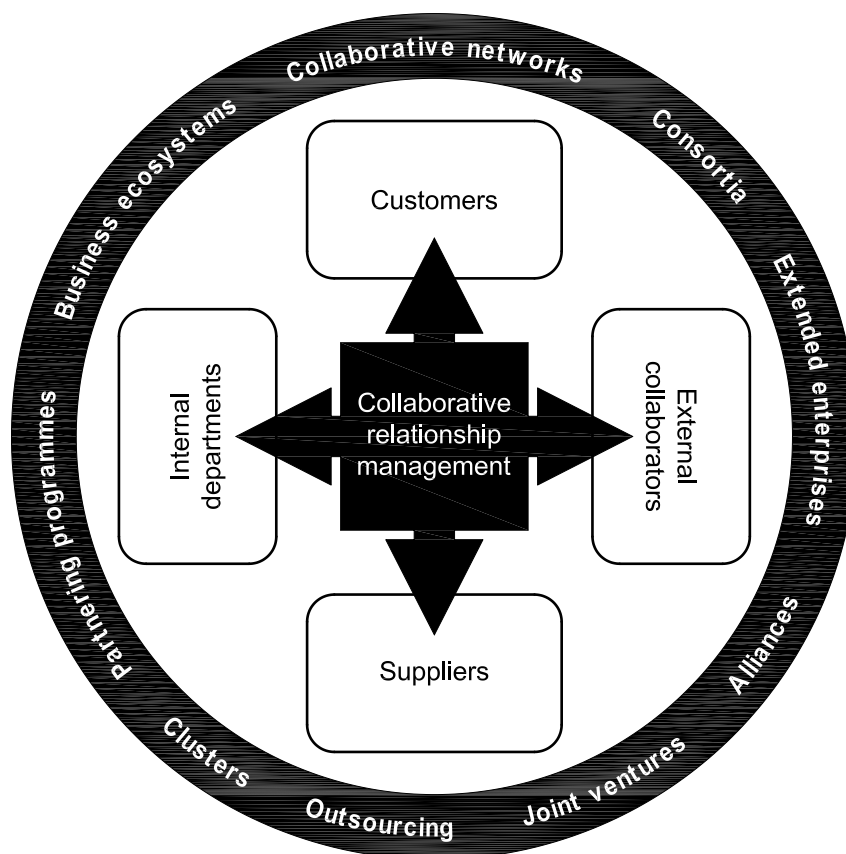 Collaborative networks
Consortia
Extended enterprises
Alliances
Joint ventures
Outsourcing
Clusters
Partnering programmes
Business ecosystems
Customers
Internal
departments
Collaborative
relationship
management
External
collaborators
Suppliers